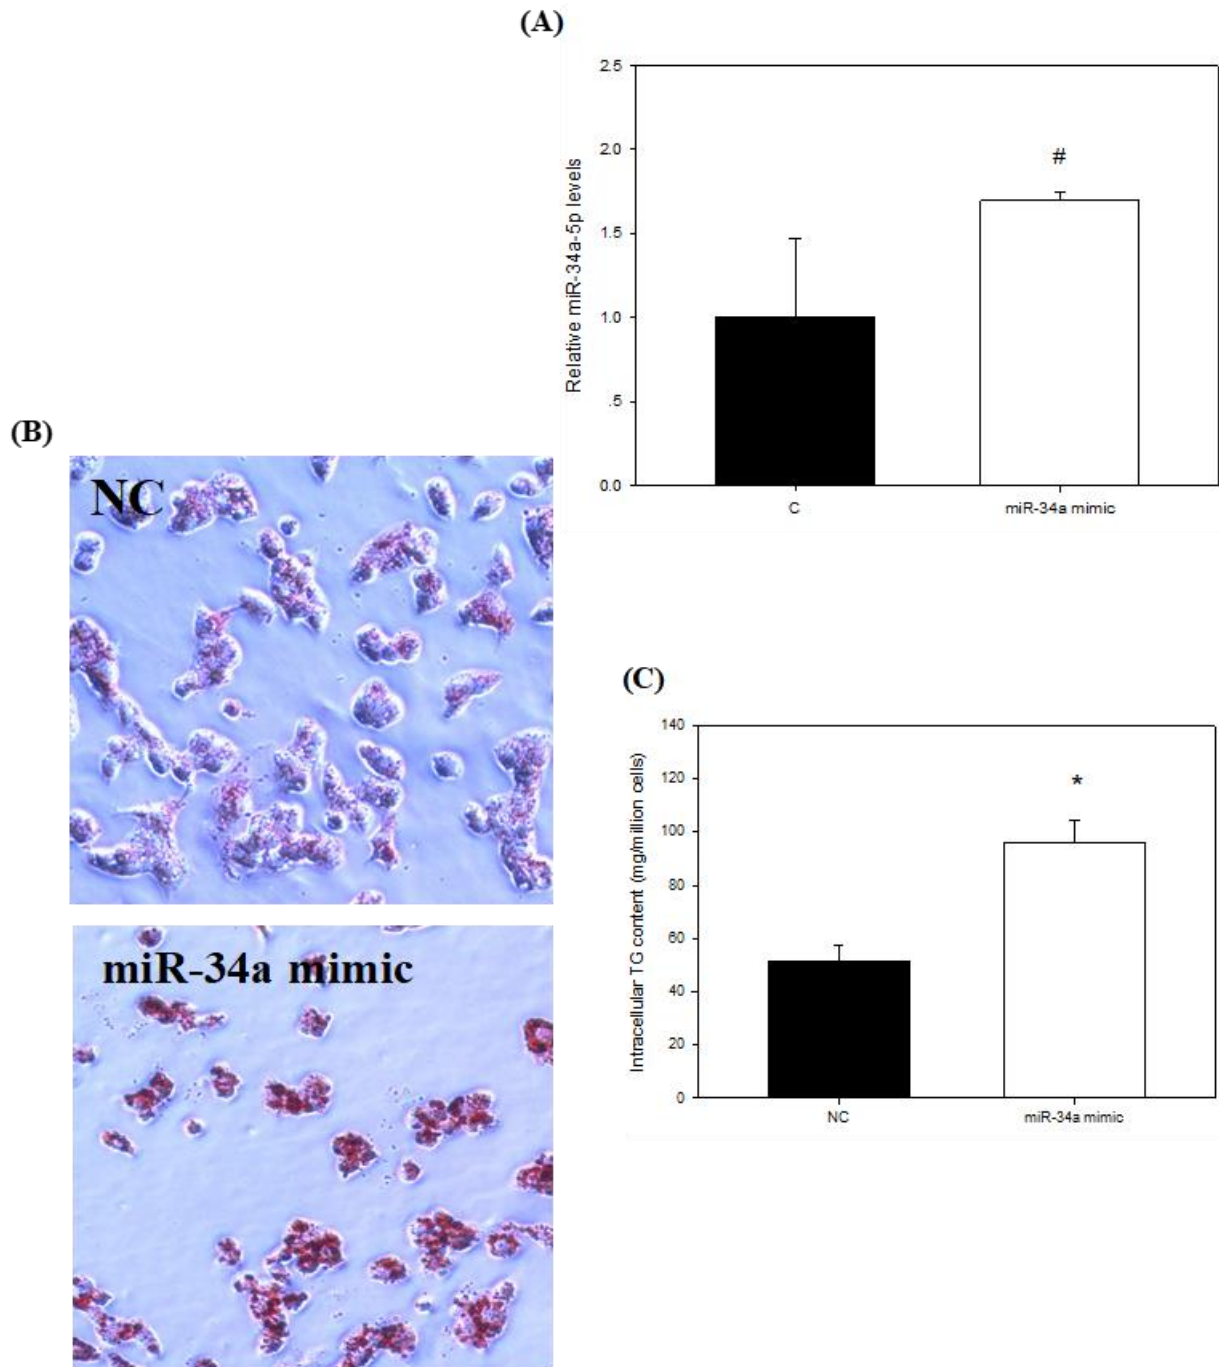 (A)
2.5
2.0
1.5
1.0
.5
0.0
Relative miR-34a-5p levels
#
C
miR-34a mimic
(B)
NC
miR-34a mimic
(C)
140
120
100
80
60
40
20
0
Intracellular TG content (mg/million cells)
*
NC
miR-34a mimic